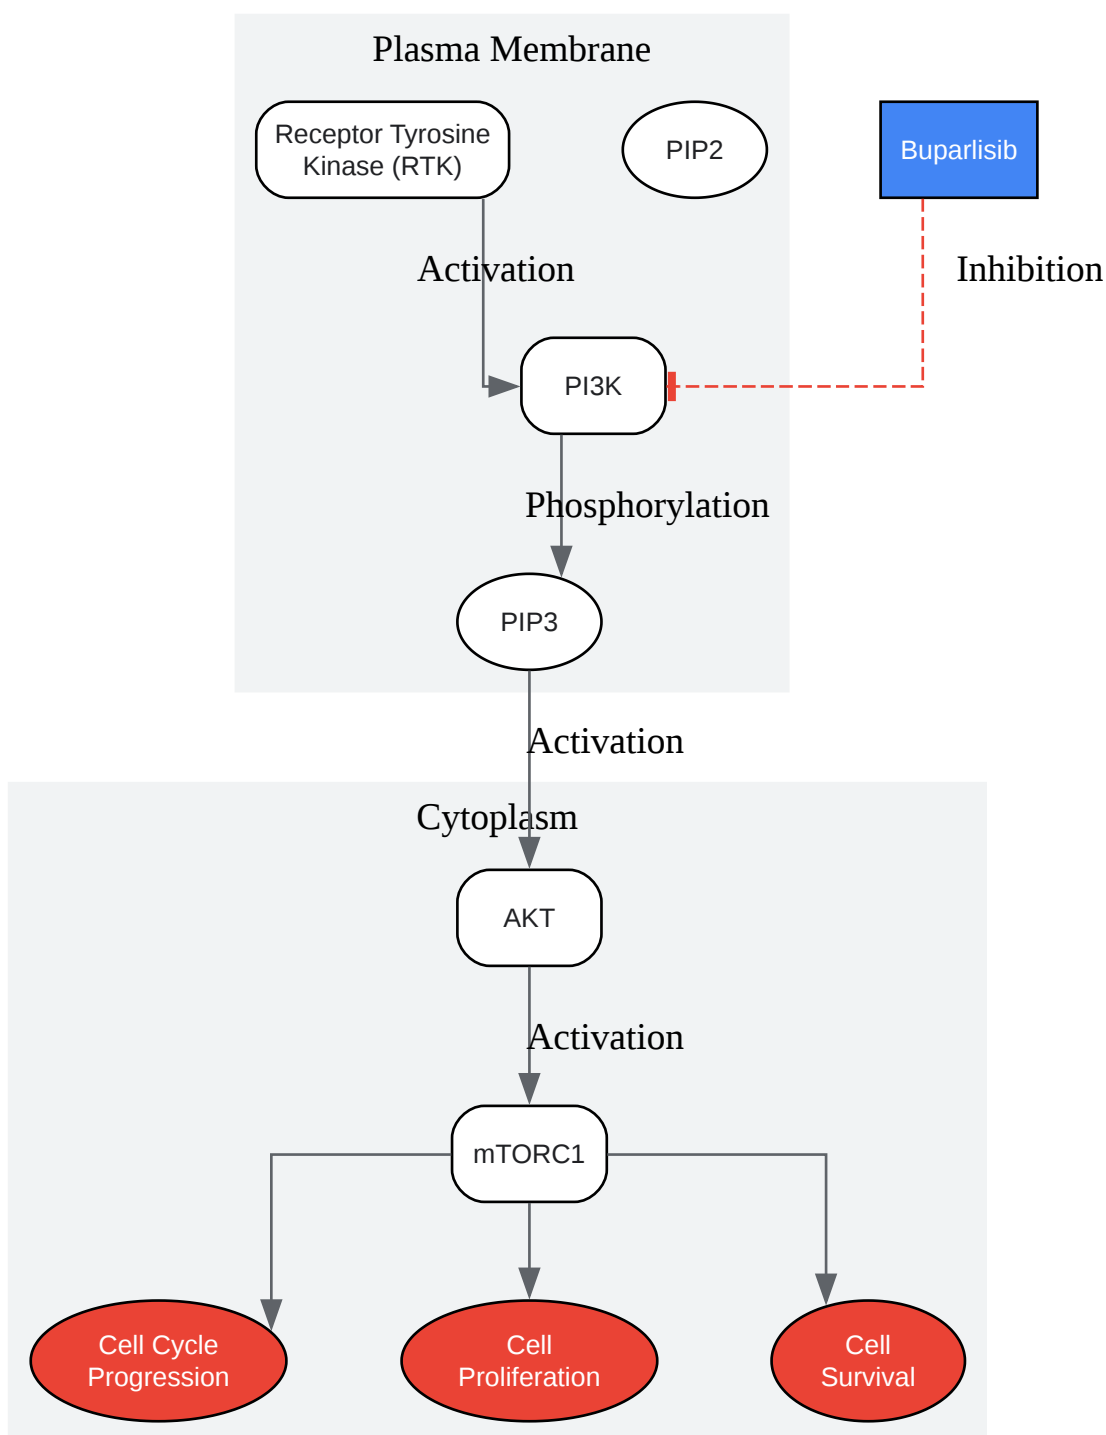 Plasma Membrane
Receptor Tyrosine
Kinase (RTK)
PIP2
Buparlisib
Activation
Inhibition
PI3K
Phosphorylation
PIP3
Activation
Cytoplasm
AKT
Activation
mTORC1
Cell Cycle
Progression
Cell
Proliferation
Cell
Survival